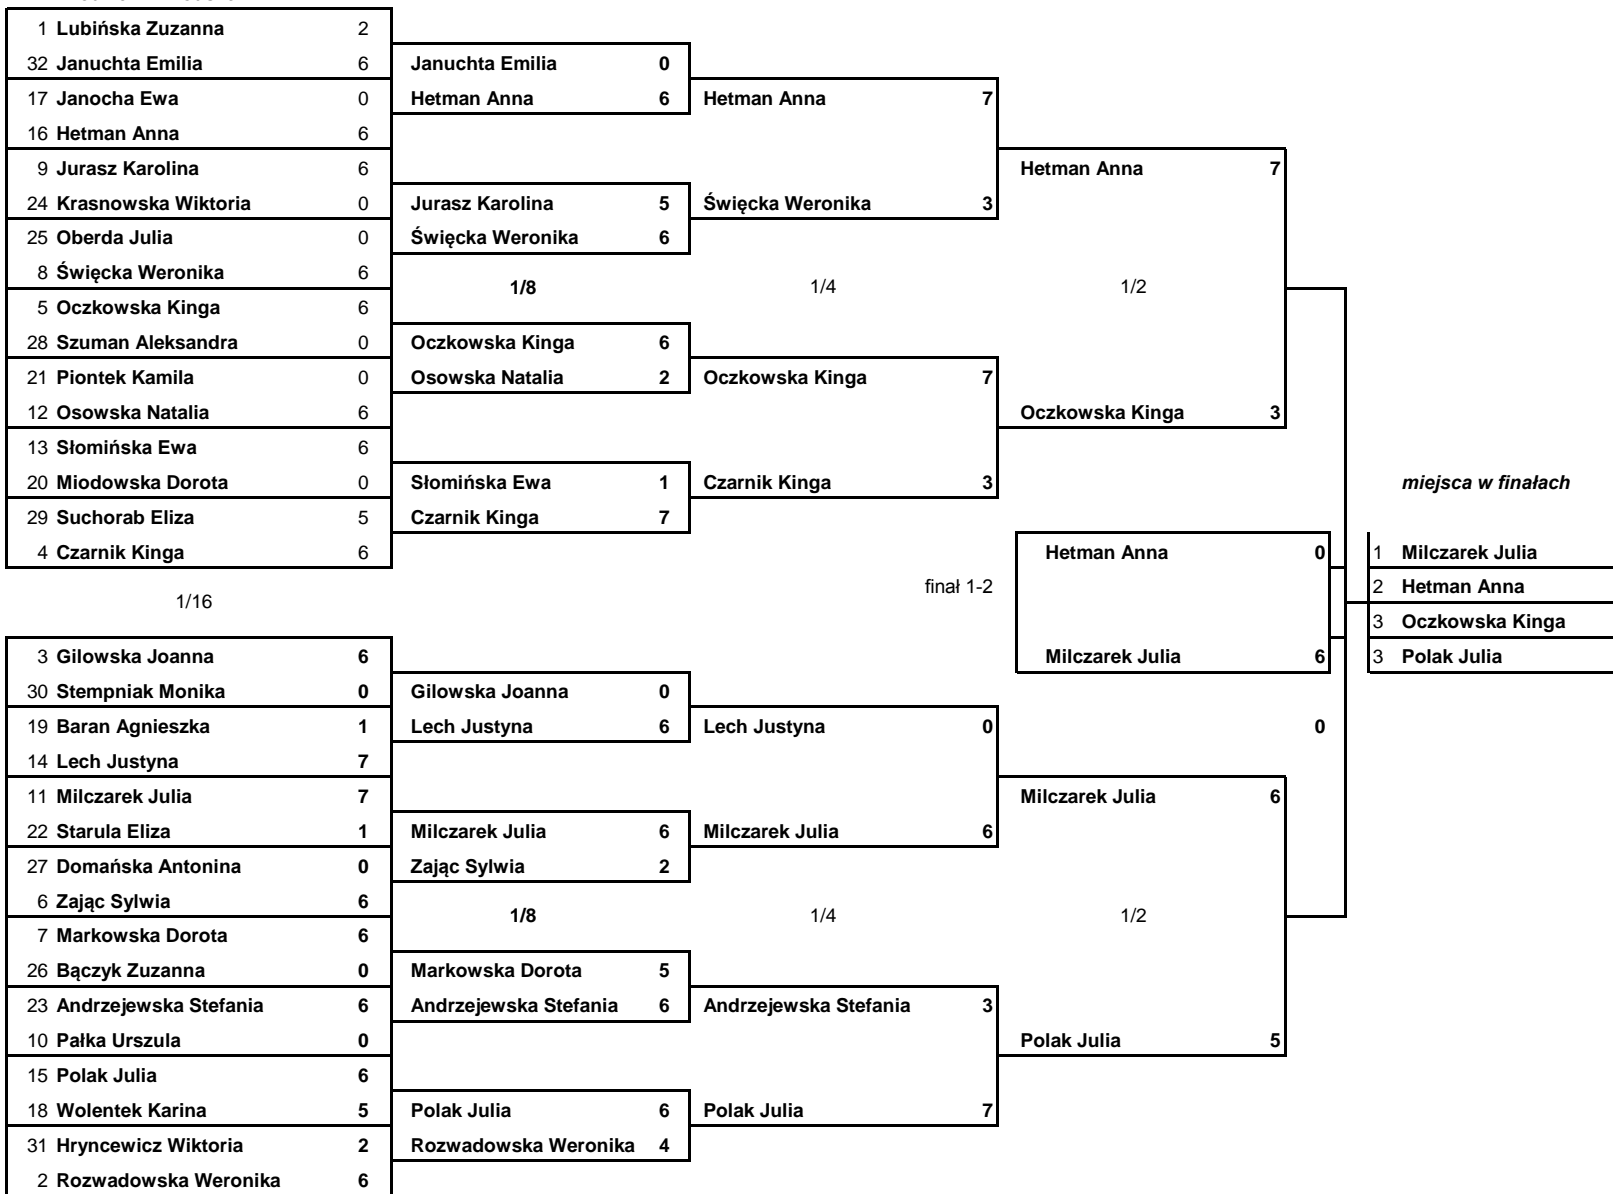 1 Lubińska Zuzanna 2
32 Januchta Emilia 6 Januchta Emilia 0
17 Janocha Ewa 0 Hetman Anna 6 Hetman Anna 7
16 Hetman Anna 6
9 Jurasz Karolina 6 Hetman Anna 7
24 Krasnowska Wiktoria 0 Jurasz Karolina 5 Święcka Weronika 3
25 Oberda Julia 0 Święcka Weronika 6
8 Święcka Weronika 6 1/8 1/4 1/2
5 Oczkowska Kinga 6
28 Szuman Aleksandra 0 Oczkowska Kinga 6
21 Piontek Kamila 0 Osowska Natalia 2 Oczkowska Kinga 7
12 Osowska Natalia 6 Oczkowska Kinga 3
13 Słomińska Ewa 6
20 Miodowska Dorota 0 Słomińska Ewa 1 Czarnik Kinga 3 miejsca w finałach
29 Suchorab Eliza 5 Czarnik Kinga 7
4 Czarnik Kinga 6 Hetman Anna 0 1 Milczarek Julia
finał 1-2 2 Hetman Anna
1/16 3 Oczkowska Kinga
3 Gilowska Joanna 6 Milczarek Julia 6 3 Polak Julia
30 Stempniak Monika 0 Gilowska Joanna 0
19 Baran Agnieszka 1 Lech Justyna 6 Lech Justyna 0 0
14 Lech Justyna 7
11 Milczarek Julia 7 Milczarek Julia 6
22 Starula Eliza 1 Milczarek Julia 6 Milczarek Julia 6
27 Domańska Antonina 0 Zając Sylwia 2
6 Zając Sylwia 6 1/8 1/4 1/2
7 Markowska Dorota 6
26 Bączyk Zuzanna 0 Markowska Dorota 5
23 Andrzejewska Stefania 6 Andrzejewska Stefania 6 Andrzejewska Stefania 3
10 Pałka Urszula 0 Polak Julia 5
15 Polak Julia 6
18 Wolentek Karina 5 Polak Julia 6 Polak Julia 7
31 Hryncewicz Wiktoria 2 Rozwadowska Weronika 4
2 Rozwadowska Weronika 6